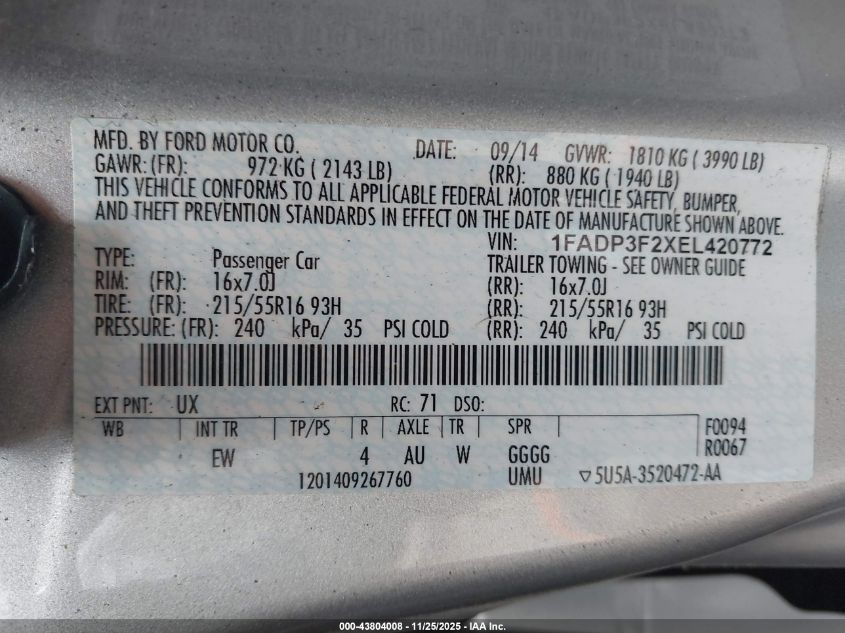 MFD. BY FORD MOTOR CO. DATE: 09/14 GVWR: 1810 KG ( 3990 LB)
GAWR: (FR): 972 KG ( 2143 LB) (RR): 880 KG ( 1940 LB)
THIS VEHICLE CONFORMS TO ALL APPLICABLE FEDERAL MOTOR VEHICLE SAFETY, BUMPER,
AND THEFT PREVENTION STANDARDS IN EFFECT ON THE DATE OF MANUFACTURE SHOWN ABOVE.
VIN: 1FADP3F2XEL420772
TYPE: Passenger Car TRAILER TOWING - SEE OWNER GUIDE
RIM: (FR): 16x7.0J (RR): 16x7.0J
TIRE: (FR): 215/55R16 93H (RR): 215/55R16 93H
PRESSURE: (FR): 240 kPa/ 35 PSI COLD (RR): 240 kPa/ 35 PSI COLD
EXT PNT: UX RC: 71 DSO:
WB INT TR TP/PS R AXLE TR SPR F0094
EW 4 AU W GGGG R0067
1201409267760 UMU ▽5U5A-3520472-AA
000-43804008 - 11/25/2025 - IAA Inc.